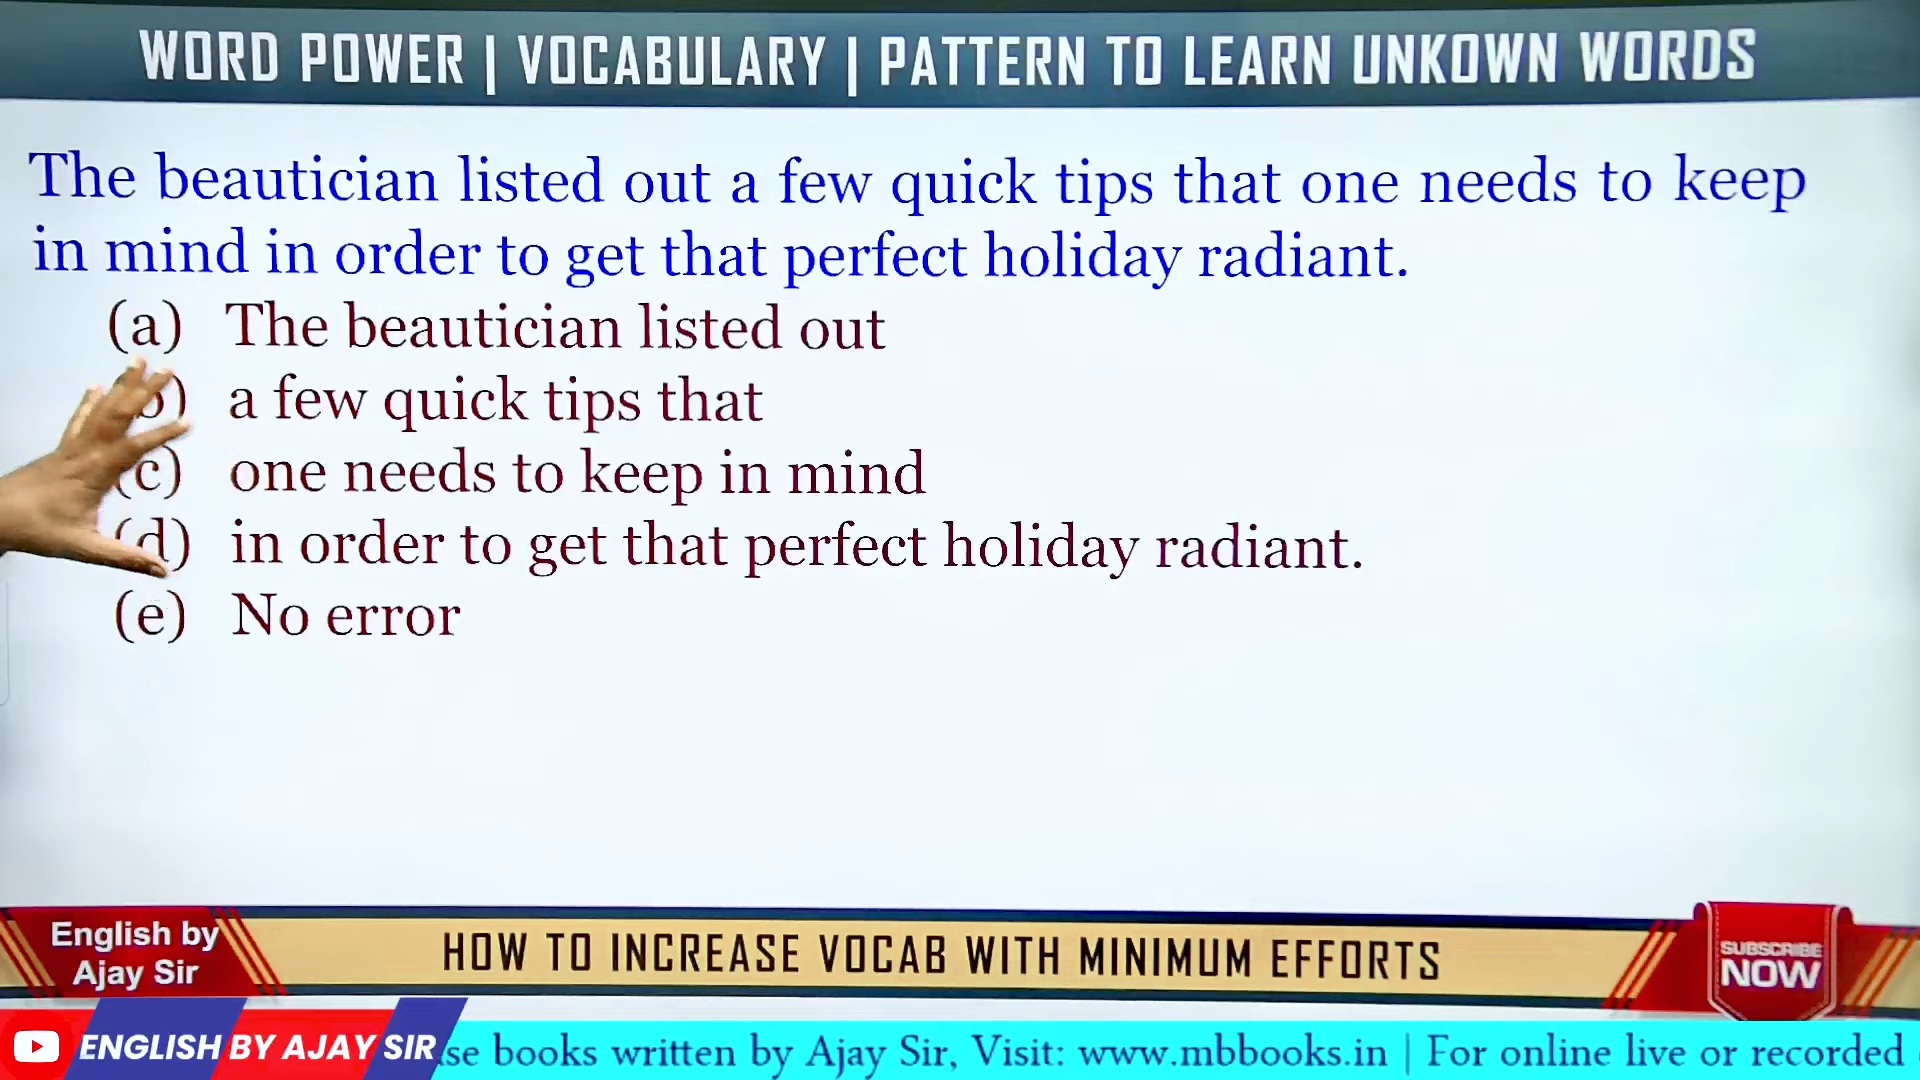 WORD POWER | VOCABULARY | PATTERN TO LEARN UNKOWN WORDS
The beautician listed out a few quick tips that one needs to keep
in mind in order to get that perfect holiday radiant.
(a) The beautician listed out
(b) a few quick tips that
(c) one needs to keep in mind
(d) in order to get that perfect holiday radiant.
(e) No error
English by
Ajay Sir
HOW TO INCREASE VOCAB WITH MINIMUM EFFORTS
SUBSCRIBE
NOW
ENGLISH BY AJAY SIR
se books written by Ajay Sir, Visit: www.mbbooks.in | For online live or recorded